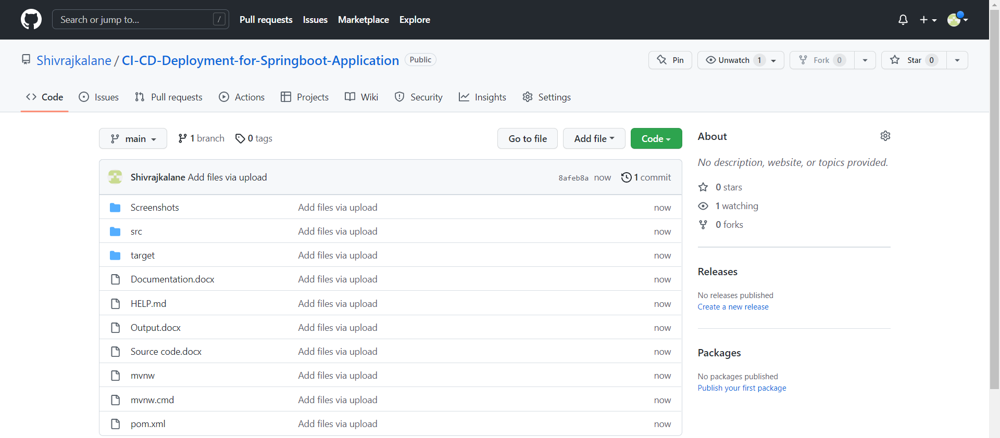 Search or jump to... /
Pull requests Issues Marketplace Explore
Shivrajkalane / CI-CD-Deployment-for-Springboot-Application Public
Pin Unwatch 1 Fork 0 Star 0
Code Issues Pull requests Actions Projects Wiki Security Insights Settings
main 1 branch 0 tags
Go to file Add file Code
Shivrajkalane Add files via upload 8afeb8a now 1 commit
Screenshots Add files via upload now
src Add files via upload now
target Add files via upload now
Documentation.docx Add files via upload now
HELP.md Add files via upload now
Output.docx Add files via upload now
Source code.docx Add files via upload now
mvnw Add files via upload now
mvnw.cmd Add files via upload now
pom.xml Add files via upload now
About
No description, website, or topics provided.
0 stars
1 watching
0 forks
Releases
No releases published
Create a new release
Packages
No packages published
Publish your first package